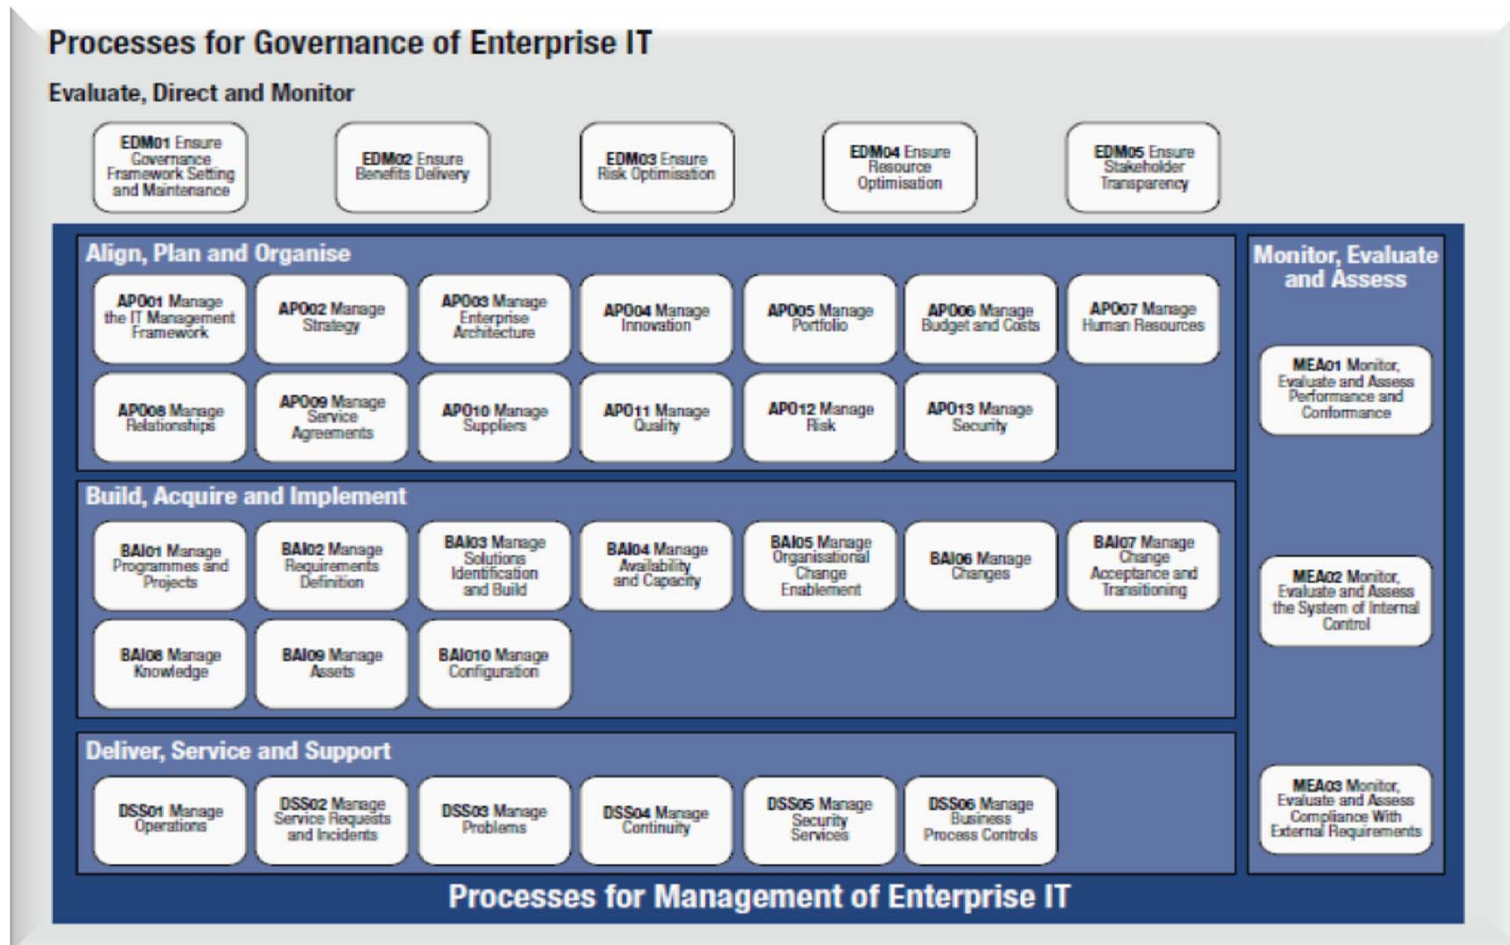 Processes for Governance of Enterprise IT
Evaluate, Direct and Monitor
EDM01 Ensure
Governance
Framework Setting
and Maintenance
EDM02 Ensure
Benefits Delivery
EDM03 Ensure
Risk Optimisation
EDM04 Ensure
Resource
Optimisation
EDM05 Ensure
Stakeholder
Transparency
Align, Plan and Organise
APO01 Manage
the IT Management
Framework
APO02 Manage
Strategy
APO03 Manage
Enterprise
Architecture
APO04 Manage
Innovation
APO05 Manage
Portfolio
APO06 Manage
Budget and Costs
APO07 Manage
Human Resources
APO08 Manage
Relationships
APO09 Manage
Service
Agreements
APO10 Manage
Suppliers
APO11 Manage
Quality
APO12 Manage
Risk
APO13 Manage
Security
Build, Acquire and Implement
BAI01 Manage
Programmes and
Projects
BAI02 Manage
Requirements
Definition
BAI03 Manage
Solutions
Identification
and Build
BAI04 Manage
Availability
and Capacity
BAI05 Manage
Organisational
Change
Enablement
BAI06 Manage
Changes
BAI07 Manage
Change
Acceptance and
Transitioning
BAI08 Manage
Knowledge
BAI09 Manage
Assets
BAI010 Manage
Configuration
Deliver, Service and Support
DSS01 Manage
Operations
DSS02 Manage
Service Requests
and Incidents
DSS03 Manage
Problems
DSS04 Manage
Continuity
DSS05 Manage
Security
Services
DSS06 Manage
Business
Process Controls
Monitor, Evaluate
and Assess
MEA01 Monitor,
Evaluate and Assess
Performance and
Conformance
MEA02 Monitor,
Evaluate and Assess
the System of Internal
Control
MEA03 Monitor,
Evaluate and Assess
Compliance With
External Requirements
Processes for Management of Enterprise IT